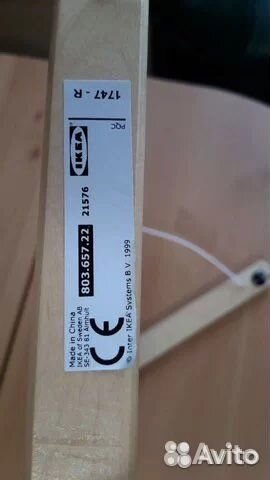 Made in China
IKEA of Sweden AB
SE-343 81 Älmhult
CE
© Inter IKEA Systems B.V. 1999
803.657.22 21576
IKEA
PQC
1747 - R
Avito